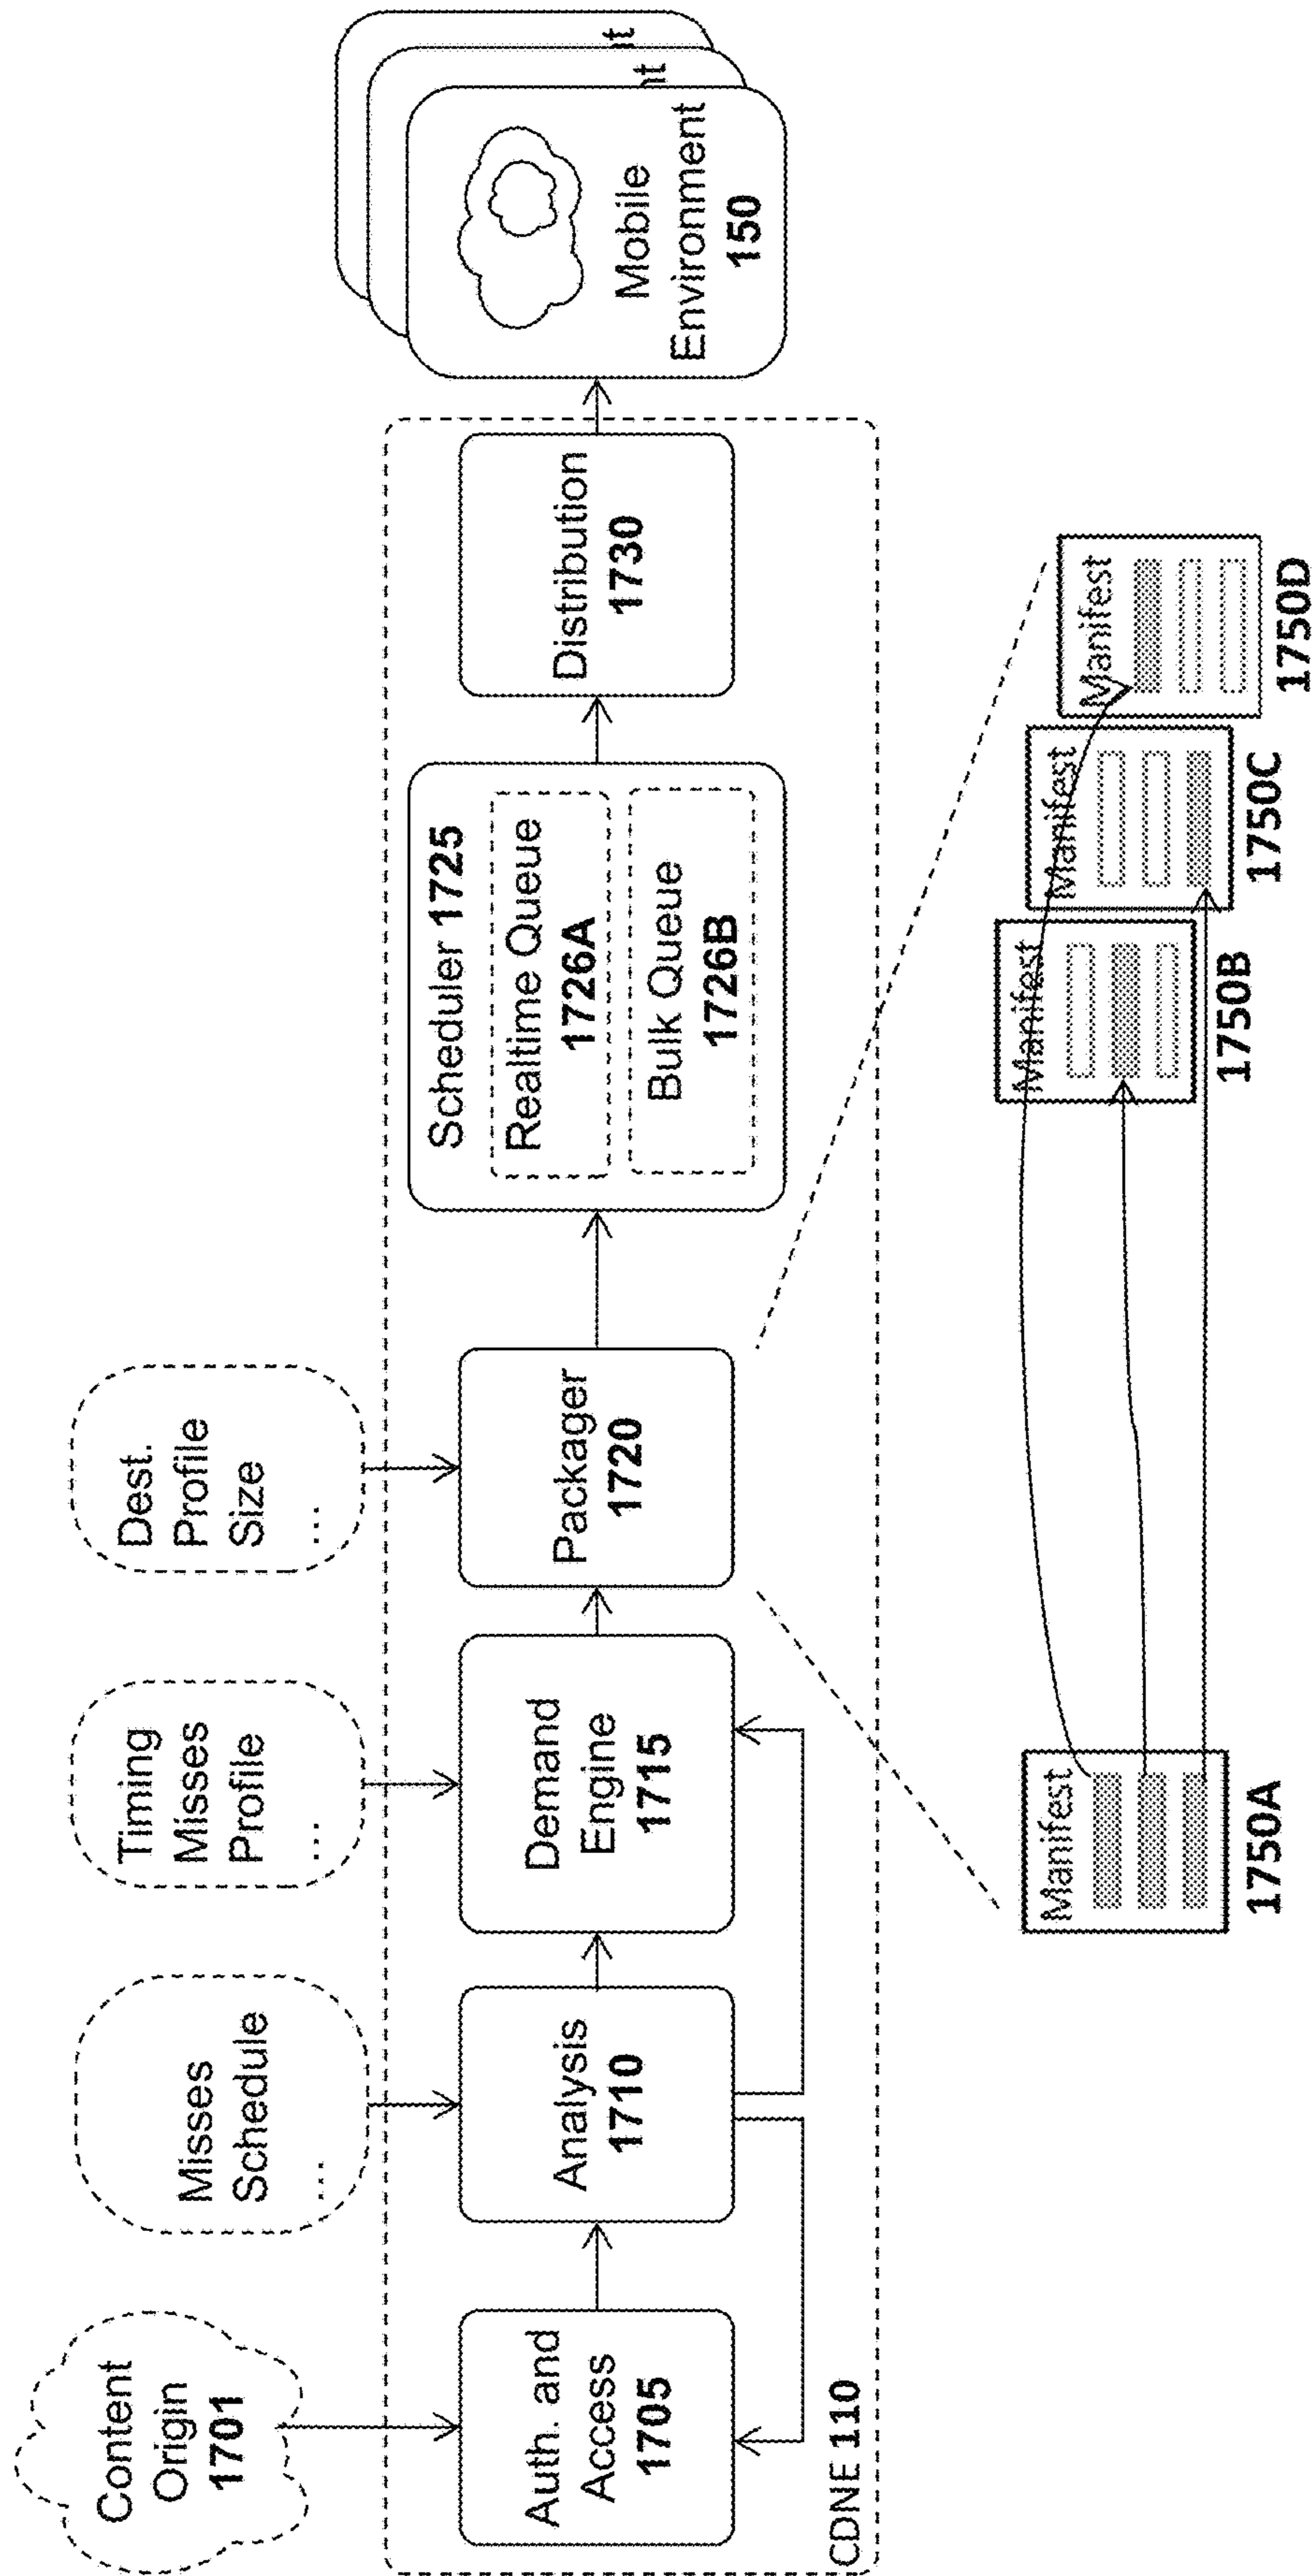 Content
Origin
1701
Misses
Schedule
...
Timing
Misses
Profile
...
Dest.
Profile
Size
...
Auth. and
Access
1705
Analysis
1710
Demand
Engine
1715
Packager
1720
Scheduler 1725
Realtime Queue
1726A
Bulk Queue
1726B
Distribution
1730
Mobile
Environment
150
nt
nt
CDNE 110
Manifest
1750A
Manifest
1750B
Manifest
1750C
Manifest
1750D